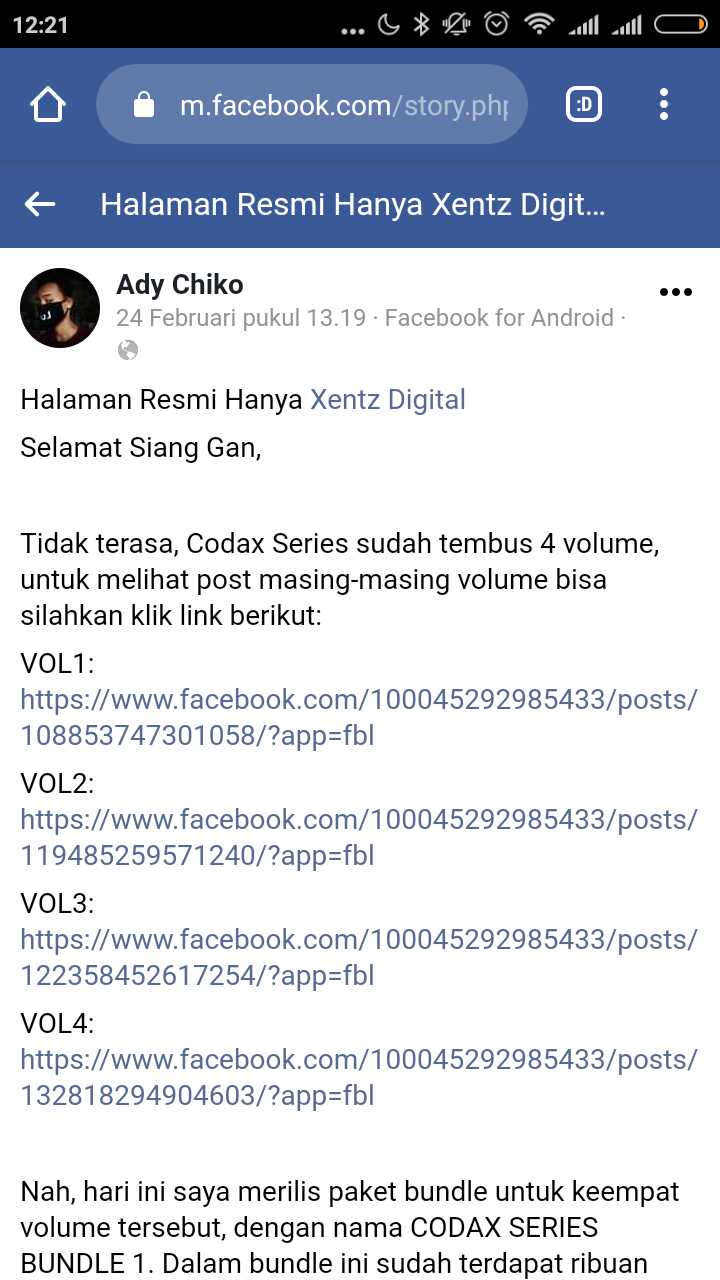 12:21
m.facebook.com/story.php
:D
Halaman Resmi Hanya Xentz Digit...
Ady Chiko
24 Februari pukul 13.19 · Facebook for Android ·
Halaman Resmi Hanya Xentz Digital
Selamat Siang Gan,
Tidak terasa, Codax Series sudah tembus 4 volume,
untuk melihat post masing-masing volume bisa
silahkan klik link berikut:
VOL1:
https://www.facebook.com/100045292985433/posts/
108853747301058/?app=fbl
VOL2:
https://www.facebook.com/100045292985433/posts/
119485259571240/?app=fbl
VOL3:
https://www.facebook.com/100045292985433/posts/
122358452617254/?app=fbl
VOL4:
https://www.facebook.com/100045292985433/posts/
132818294904603/?app=fbl
Nah, hari ini saya merilis paket bundle untuk keempat
volume tersebut, dengan nama CODAX SERIES
BUNDLE 1. Dalam bundle ini sudah terdapat ribuan